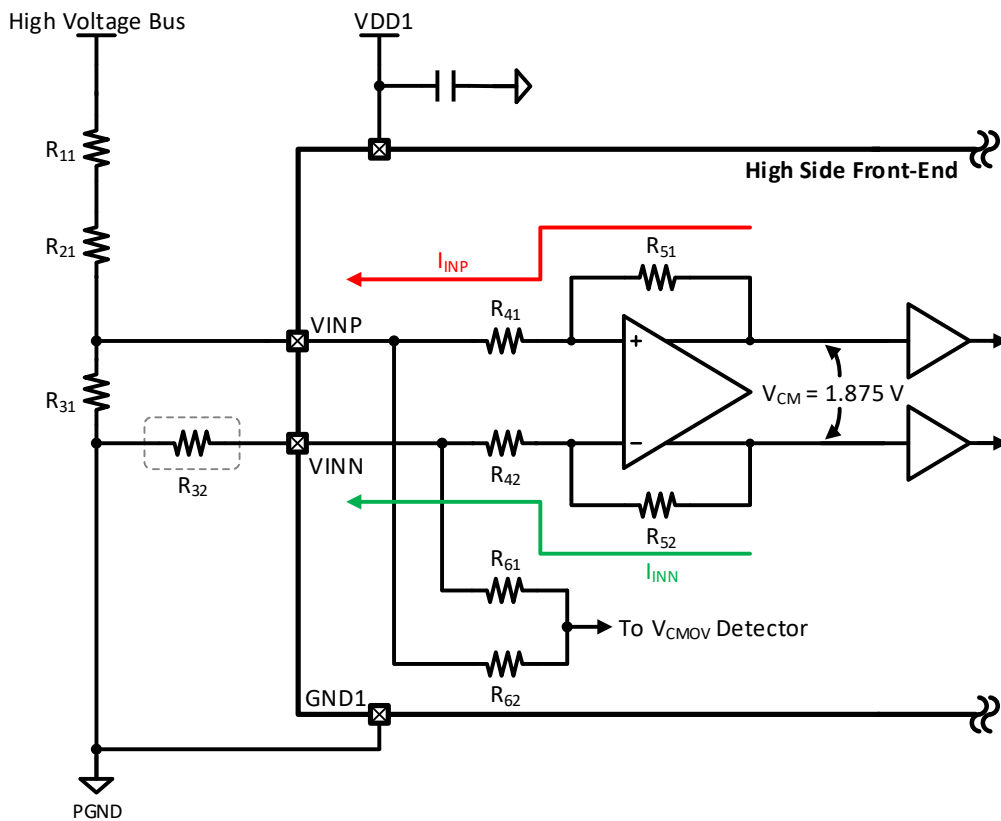 High Voltage Bus
VDD1
R11
High Side Front-End
R21
R51
IINP
R41
VINP
+
VCM = 1.875 V
R31
−
VINN
R42
R32
R52
R61
IINN
To VCMOV Detector
R62
GND1
PGND